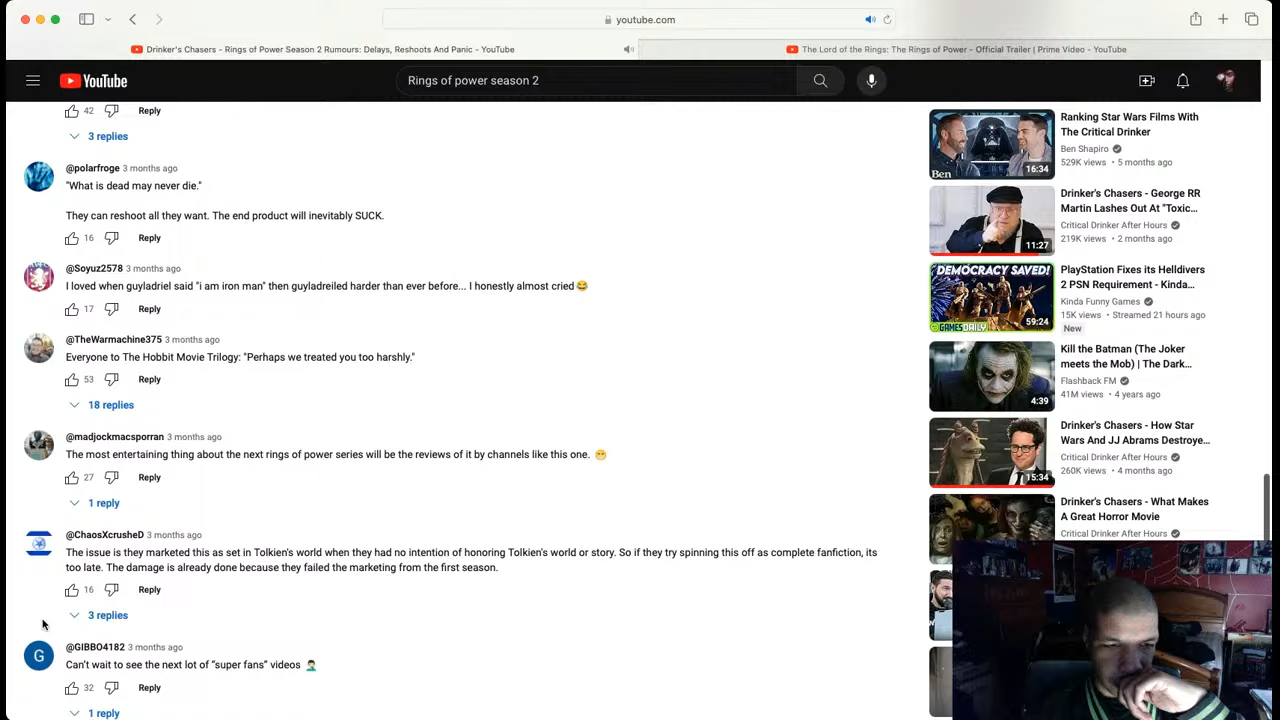 youtube.com
Drinker's Chasers - Rings of Power Season 2 Rumours: Delays, Reshoots And Panic - YouTube
The Lord of the Rings: The Rings of Power - Official Trailer | Prime Video - YouTube
YouTube
Rings of power season 2
42
Reply
3 replies
@polarfroge 3 months ago
"What is dead may never die."
They can reshoot all they want. The end product will inevitably SUCK.
16
Reply
@Soyuz2578 3 months ago
I loved when guyladriel said "i am iron man" then guyladreiled harder than ever before... I honestly almost cried😂
17
Reply
@TheWarmachine375 3 months ago
Everyone to The Hobbit Movie Trilogy: "Perhaps we treated you too harshly."
53
Reply
18 replies
@madjockmacsporran 3 months ago
The most entertaining thing about the next rings of power series will be the reviews of it by channels like this one. 😁
27
Reply
1 reply
@ChaosXcrusheD 3 months ago
The issue is they marketed this as set in Tolkien's world when they had no intention of honoring Tolkien's world or story. So if they try spinning this off as complete fanfiction, its
too late. The damage is already done because they failed the marketing from the first season.
16
Reply
3 replies
G
@GIBBO4182 3 months ago
Can't wait to see the next lot of "super fans" videos 🤦🏻‍♂️
32
Reply
1 reply
Ben
16:34
Ranking Star Wars Films With
The Critical Drinker
Ben Shapiro
529K views • 5 months ago
11:27
Drinker's Chasers - George RR
Martin Lashes Out At "Toxic...
Critical Drinker After Hours
219K views • 2 months ago
DEMOCRACY SAVED!
GAMESDAILY
59:24
PlayStation Fixes its Helldivers
2 PSN Requirement - Kinda...
Kinda Funny Games
15K views • Streamed 21 hours ago
New
4:39
Kill the Batman (The Joker
meets the Mob) | The Dark...
Flashback FM
41M views • 4 years ago
15:34
Drinker's Chasers - How Star
Wars And JJ Abrams Destroye...
Critical Drinker After Hours
260K views • 4 months ago
Drinker's Chasers - What Makes
A Great Horror Movie
Critical Drinker After Hours